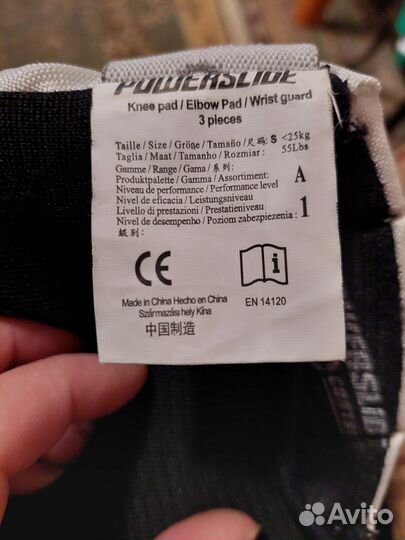 POWERSLIDE
Knee pad / Elbow Pad / Wrist guard
3 pieces
Taille / Size / Größe / Tamaño / 尺码: S <25kg
Taglia / Maat / Tamanho / Rozmiar: 55Lbs
Gamme / Range / Gama / 系列:
Produktpalette / Gamma / Assortiment: A
Niveau de performance / Performance level
Nivel de eficacia / Leistungsniveau
Livello di prestazioni / Prestatieniveau 1
Nivel de desempenho / Poziom zabezpieczenia:
级别:
CE
i
Made in China Hecho en China
Származási hely Kína
中国制造
EN 14120
Avito